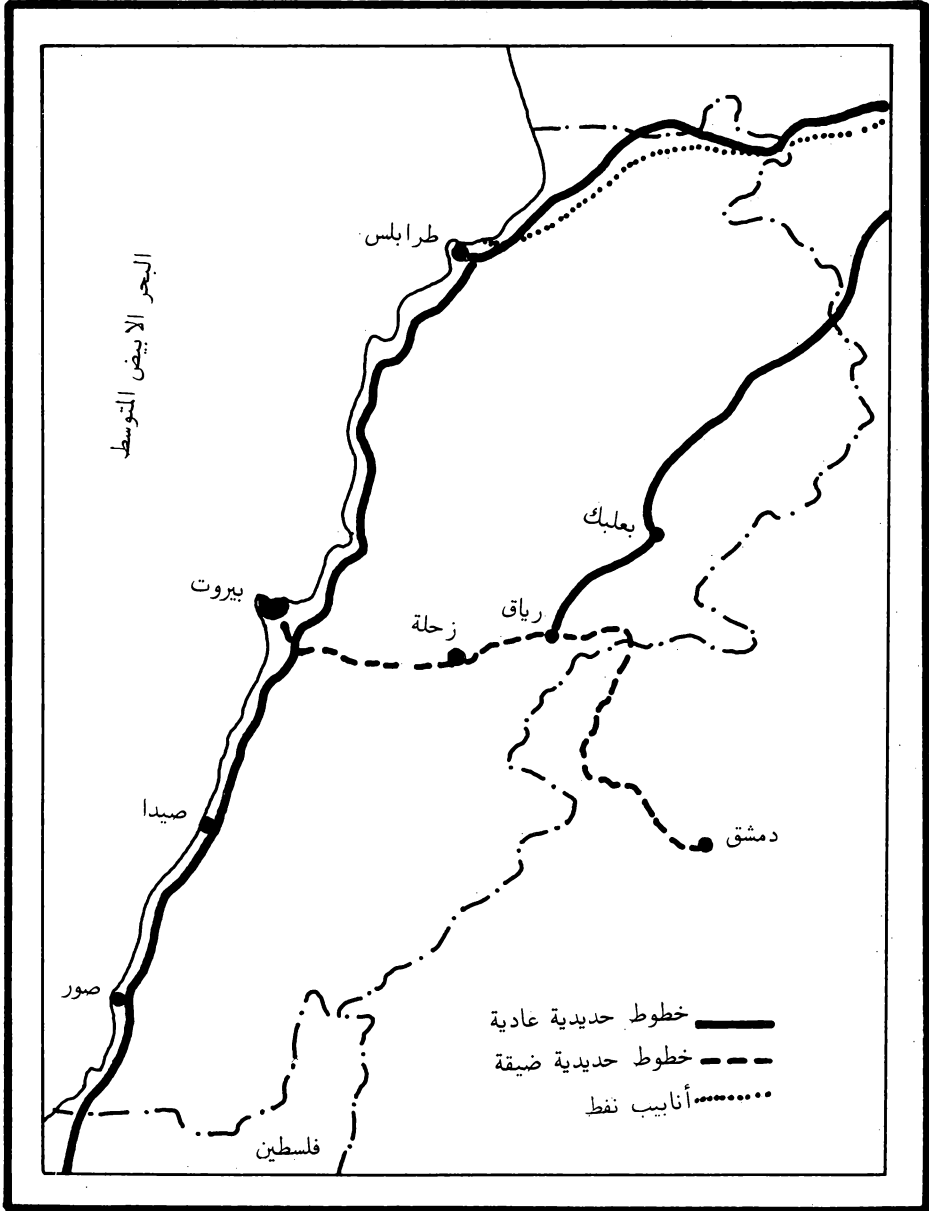 طرابلس
البحر الابيض المتوسط
بعلبك
بيروت
رياق
زحلة
صيدا
دمشق
صور
خطوط حديدية عادية
خطوط حديدية ضيقة
أنابيب نفط
فلسطين